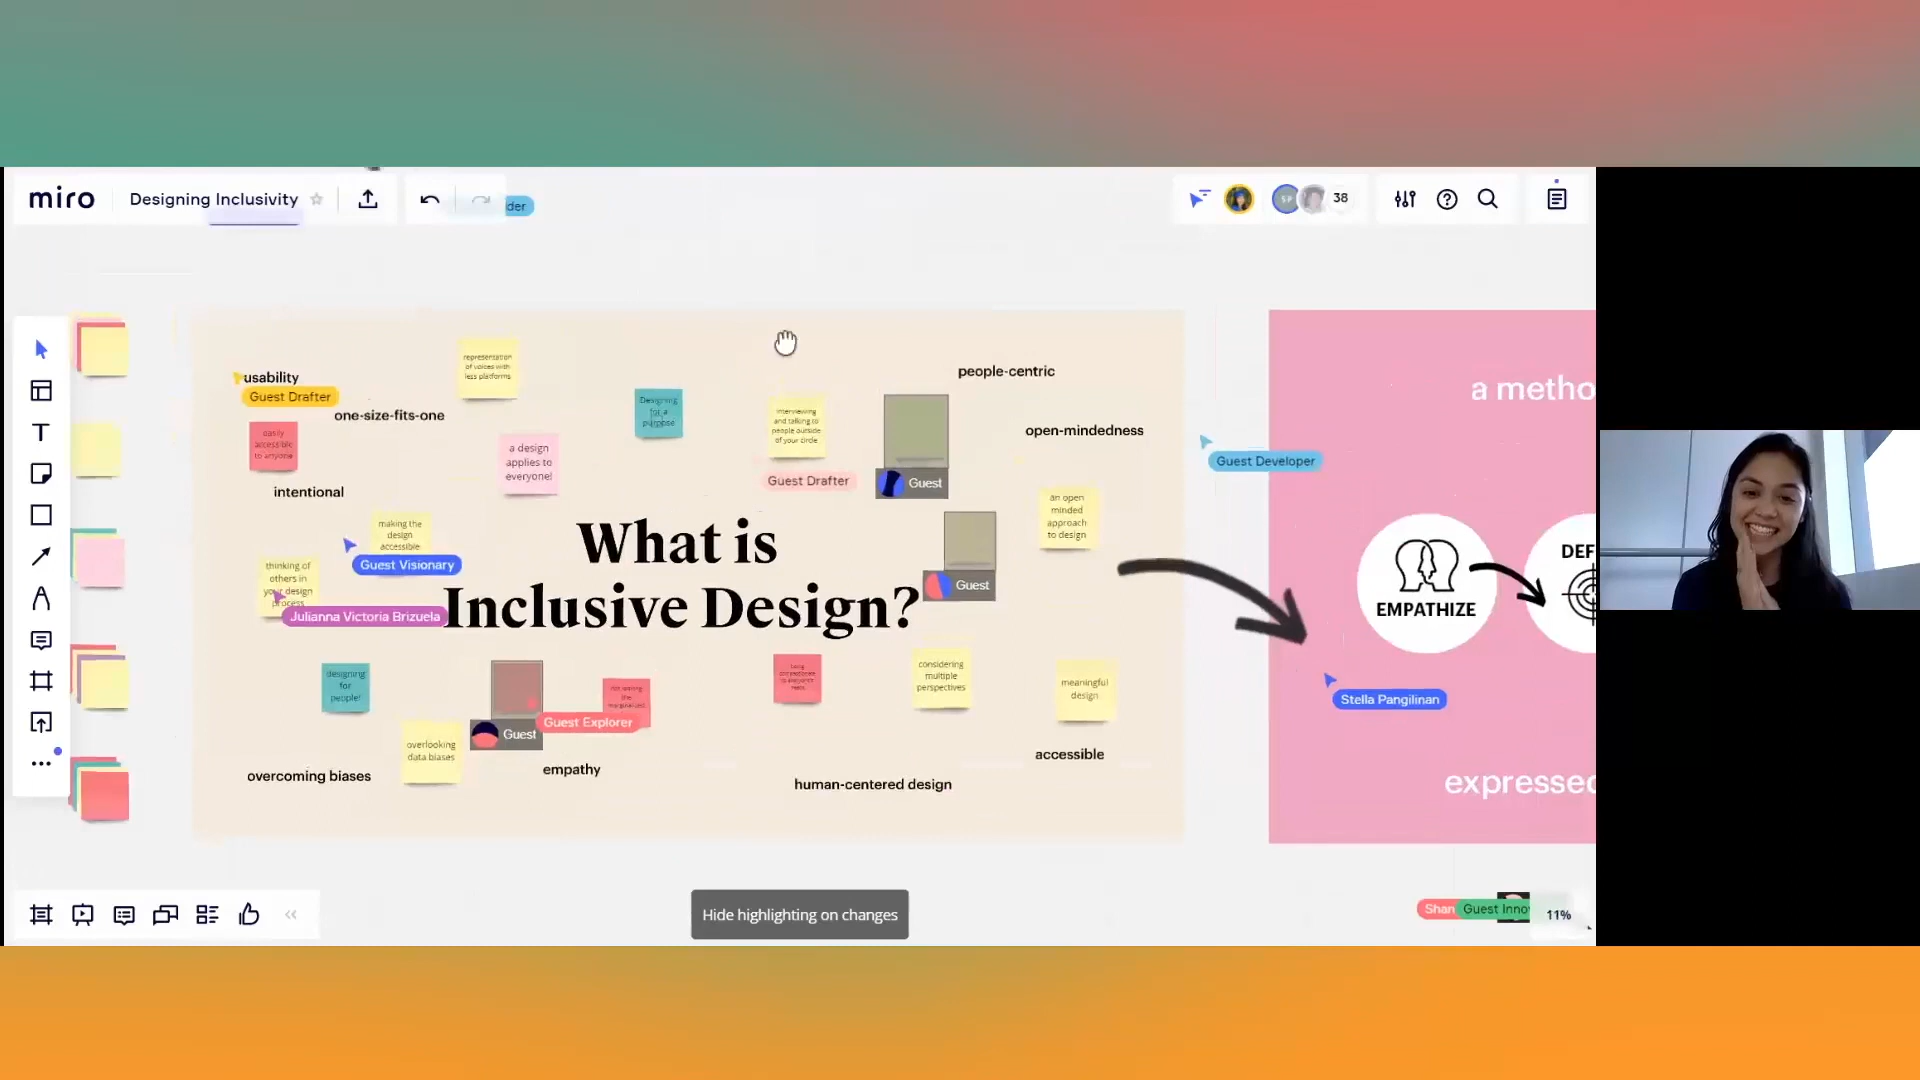 miro
Designing Inclusivity
der
38
usability
Guest Drafter
one-size-fits-one
representation
of voices with
less platforms
easily
accessible
to anyone
intentional
a design
applies to
everyone!
Designing
for a
purpose
interviewing
and talking to
people outside
of your circle
Guest Drafter
people-centric
open-mindedness
Guest
Guest Developer
an open
minded
approach
to design
making the
design
accessible
Guest Visionary
thinking of
others in
your design
process
Julianna Victoria Brizuela
What is
Inclusive Design?
Guest
designing
for
people!
overlooking
data biases
Guest
Guest Explorer
the
marginalized
considering
multiple
perspectives
meaningful
design
overcoming biases
empathy
human-centered design
accessible
a metho
EMPATHIZE
DEF
Stella Pangilinan
expressed
Hide highlighting on changes
Shan
Guest Inno
11%